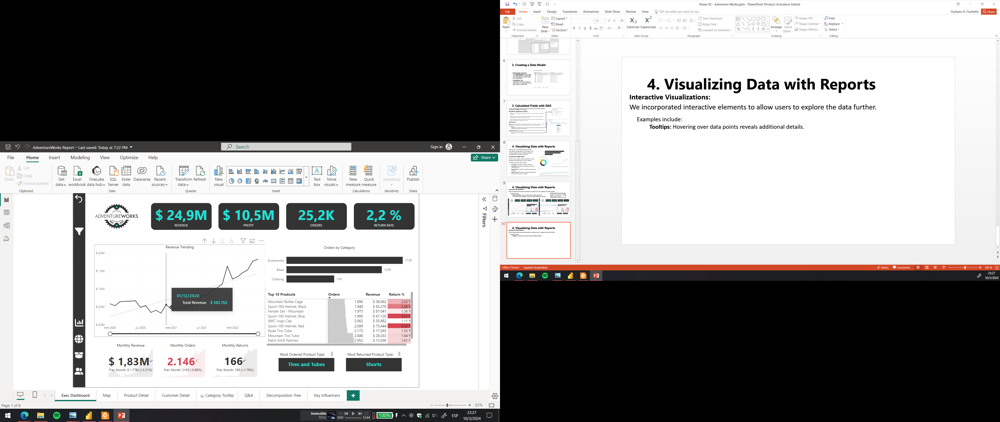 AdventureWorks Report • Last saved: Today at 7:22 PM
Search
Sign in
File Home Insert Modeling View Optimize Help
Share
Paste
Cut
Copy
Format painter
Get data
Excel workbook
OneLake data hub
SQL Server
Enter data
Dataverse
Recent sources
Transform data
Refresh
New visual
Text box
More visuals
New measure
Quick measure
Sensitivity
Publish
Clipboard Data Queries Insert Calculations Sensitivity Share
ADVENTUREWORKS
BIKE SHOP
$ 24,9M
REVENUE
$ 10,5M
PROFIT
25,2K
ORDERS
2,2 %
RETURN RATE
Filters
Revenue Trending
$ 2,0M
$ 1,5M
$ 1,0M
$ 0,5M
$ 0,0M
ene 2020 jul 2020 ene 2021 jul 2021 ene 2022
01/12/2020
Total Revenue $ 563.762
Orders by Category
Accessories 17,0K
Bikes 13,9K
Clothing 7,0K
Top 10 Products Orders Revenue Return %
Mountain Bottle Cage 1.896 $ 38.062 2,02 %
Sport-100 Helmet, Black 1.940 $ 65.270 2,68 %
Fender Set - Mountain 1.975 $ 87.041 1,36 %
Sport-100 Helmet, Blue 1.995 $ 67.120 3,31 %
AWC Logo Cap 2.062 $ 35.882 1,11 %
Sport-100 Helmet, Red 2.099 $ 73.444 3,33 %
Road Tire Tube 2.173 $ 17.265 1,55 %
Mountain Tire Tube 2.846 $ 28.333 1,64 %
Patch Kit/8 Patches 2.952 $ 13.506 1,61 %
Monthly Revenue
$ 1,83M
Prev Month: $ 1,77M (+3.31%)
Monthly Orders
2.146!
Prev Month: 2165 (-0.88%)
Monthly Returns
166
Prev Month: 169 (+1.78%)
Most Ordered Product Type:
Tires and Tubes
Most Returned Product Type:
Shorts
Exec Dashboard Map Product Detail Customer Detail Category Tooltip Q&A Decomposition Tree Key Influencers
Page 1 of 8
83%
Invincible
TOOL
0:00 12:44
100%
ESP
23:27
10/3/2024
Power BI – Adventure Works.pptx - PowerPoint (Product Activation Failed)
File Home Insert Design Transitions Animations Slide Show Review View Tell me what you want to do...
Giuliano A. Fischetto
Share
Paste
Cut
Copy
Format Painter
New Slide
Layout
Reset
Section
16
Subscript Superscript
Text Direction
Align Text
Convert to SmartArt
Arrange
Quick Styles
Shape Fill
Shape Outline
Shape Effects
Find
Replace
Select
Clipboard Slides Font New Group Paragraph Drawing Editing
6
2. Creating a Data Model
7
3. Calculated Fields with DAX
8
4. Visualizing Data with Reports
9
4. Visualizing Data with Reports
10
4. Visualizing Data with Reports
4. Visualizing Data with Reports
Interactive Visualizations:
We incorporated interactive elements to allow users to explore the data further.
Examples include:
Tooltips: Hovering over data points reveals additional details.
"Office Theme" Spanish (Argentina)
Notes Comments
100 %
23:27
10/3/2024